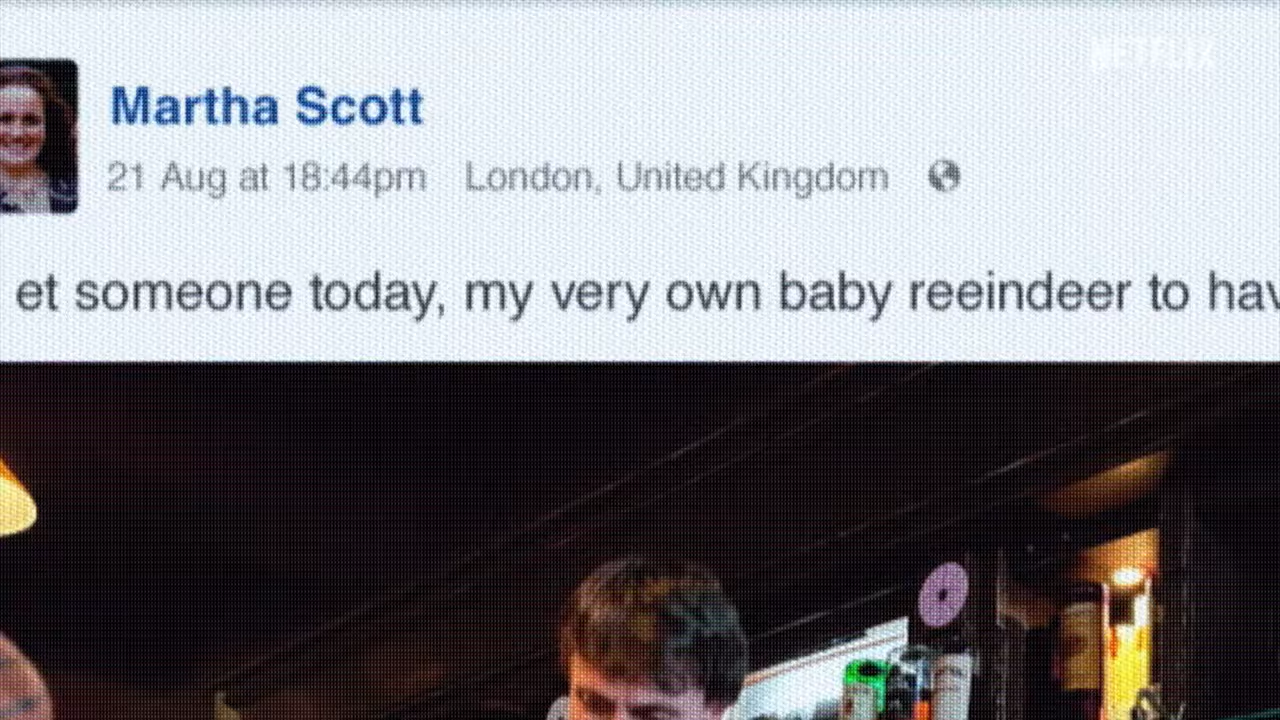 NETFLIX
Martha Scott
21 Aug at 18:44pm London, United Kingdom
et someone today, my very own baby reeindeer to hav